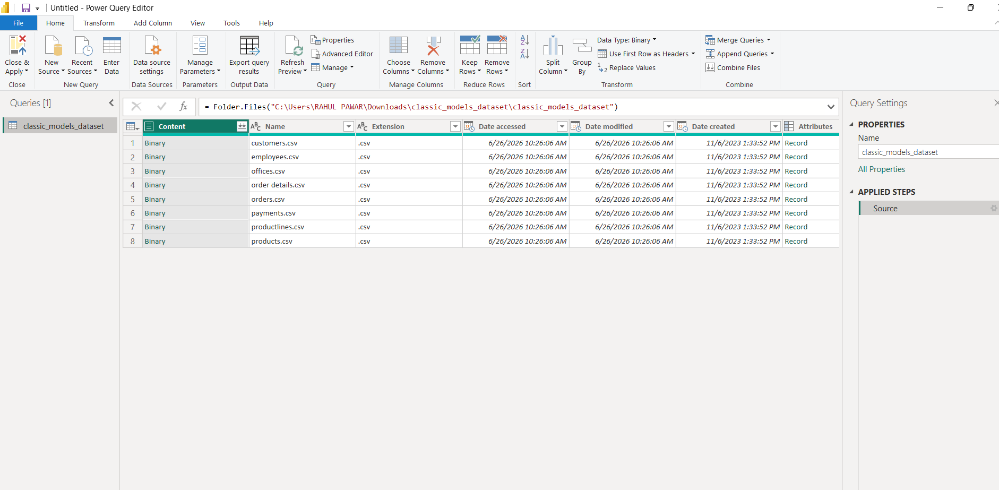 Untitled - Power Query Editor
File Home Transform Add Column View Tools Help
Close & Apply
New Source
Recent Sources
Enter Data
Data source settings
Manage Parameters
Export query results
Refresh Preview
Properties
Advanced Editor
Manage
Choose Columns
Remove Columns
Keep Rows
Remove Rows
A Z
Z A
Split Column
Group By
Data Type: Binary
Use First Row as Headers
1 2 Replace Values
Merge Queries
Append Queries
Combine Files
Close New Query Data Sources Parameters Output Data Query Manage Columns Reduce Rows Sort Transform Combine
Queries [1]
classic_models_dataset
fx = Folder.Files("C:\Users\RAHUL PAWAR\Downloads\classic_models_dataset\classic_models_dataset")
Content ABC Name ABC Extension Date accessed Date modified Date created Attributes
1 Binary customers.csv .csv 6/26/2026 10:26:06 AM 6/26/2026 10:26:06 AM 11/6/2023 1:33:52 PM Record
2 Binary employees.csv .csv 6/26/2026 10:26:06 AM 6/26/2026 10:26:06 AM 11/6/2023 1:33:52 PM Record
3 Binary offices.csv .csv 6/26/2026 10:26:06 AM 6/26/2026 10:26:06 AM 11/6/2023 1:33:52 PM Record
4 Binary order details.csv .csv 6/26/2026 10:26:06 AM 6/26/2026 10:26:06 AM 11/6/2023 1:33:52 PM Record
5 Binary orders.csv .csv 6/26/2026 10:26:06 AM 6/26/2026 10:26:06 AM 11/6/2023 1:33:52 PM Record
6 Binary payments.csv .csv 6/26/2026 10:26:06 AM 6/26/2026 10:26:06 AM 11/6/2023 1:33:52 PM Record
7 Binary productlines.csv .csv 6/26/2026 10:26:06 AM 6/26/2026 10:26:06 AM 11/6/2023 1:33:52 PM Record
8 Binary products.csv .csv 6/26/2026 10:26:06 AM 6/26/2026 10:26:06 AM 11/6/2023 1:33:52 PM Record
Query Settings
PROPERTIES
Name
classic_models_dataset
All Properties
APPLIED STEPS
Source